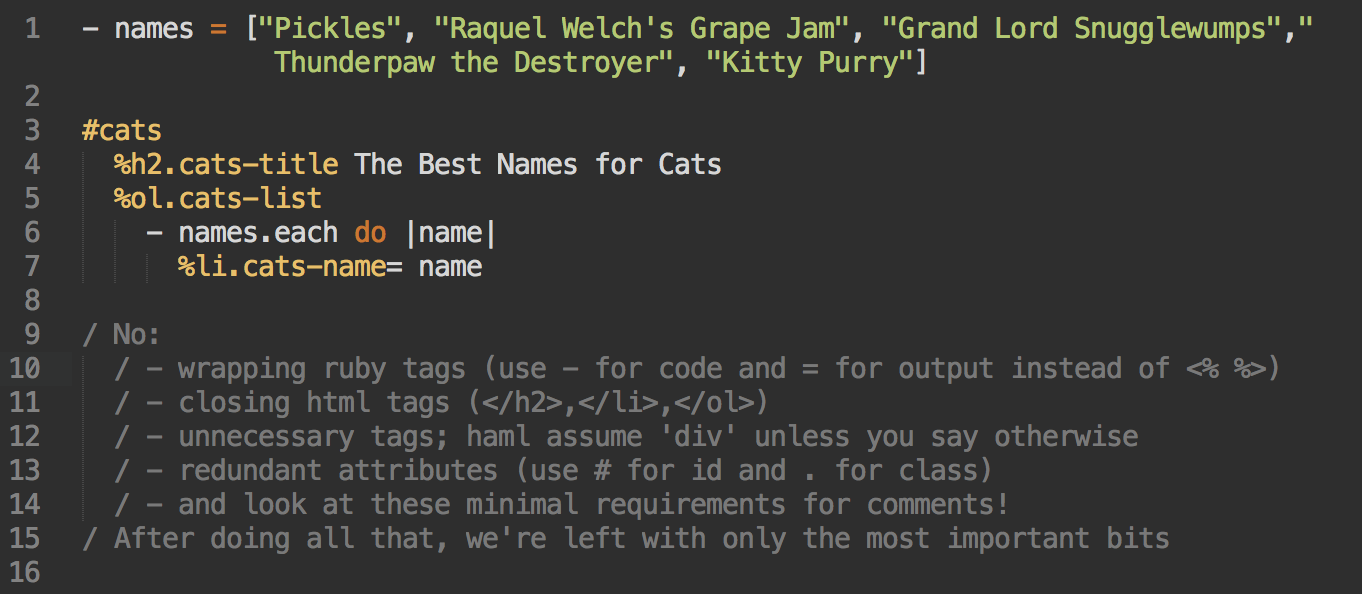 1 - names = ["Pickles", "Raquel Welch's Grape Jam", "Grand Lord Snugglewumps","
Thunderpaw the Destroyer", "Kitty Purry"]
2
3 #cats
4 %h2.cats-title The Best Names for Cats
5 %ol.cats-list
6 - names.each do |name|
7 %li.cats-name= name
8
9 / No:
10 / - wrapping ruby tags (use - for code and = for output instead of <% %>)
11 / - closing html tags (</h2>,</li>,</ol>)
12 / - unnecessary tags; haml assume 'div' unless you say otherwise
13 / - redundant attributes (use # for id and . for class)
14 / - and look at these minimal requirements for comments!
15 / After doing all that, we're left with only the most important bits
16